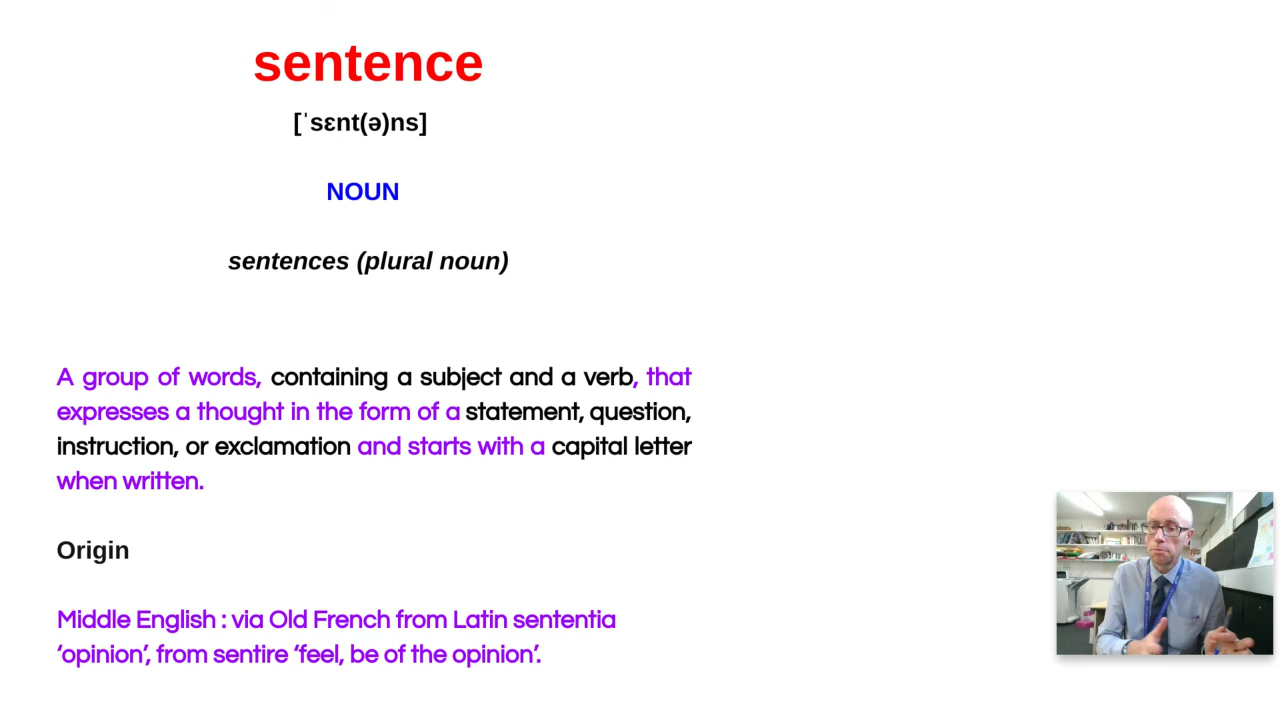 sentence
[ˈsɛnt(ə)ns]
NOUN
sentences (plural noun)
A group of words, containing a subject and a verb, that
expresses a thought in the form of a statement, question,
instruction, or exclamation and starts with a capital letter
when written.
Origin
Middle English : via Old French from Latin sententia
‘opinion’, from sentire ‘feel, be of the opinion’.